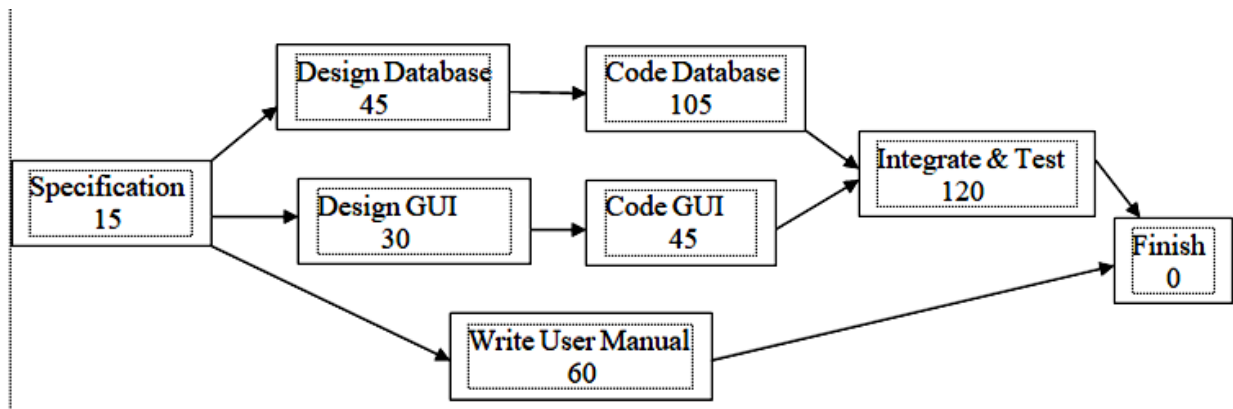 Design Database
45
Code Database
105
Specification
15
Design GUI
30
Code GUI
45
Integrate & Test
120
Finish
0
Write User Manual
60